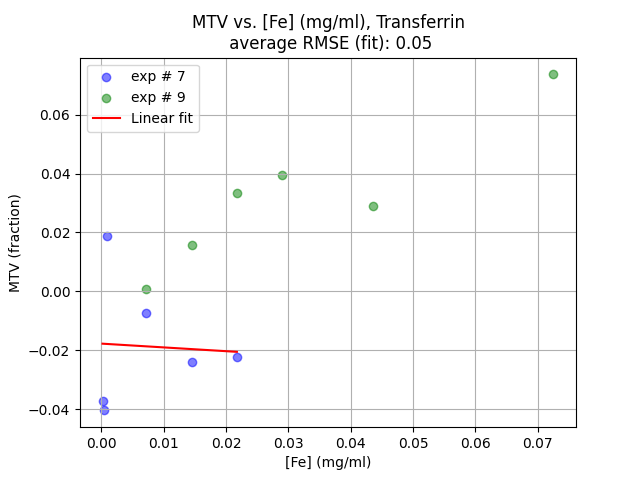 MTV vs. [Fe] (mg/ml), Transferrin
average RMSE (fit): 0.05
exp # 7
exp # 9
Linear fit
MTV (fraction)
0.06
0.04
0.02
0.00
−0.02
−0.04
0.00 0.01 0.02 0.03 0.04 0.05 0.06 0.07
[Fe] (mg/ml)